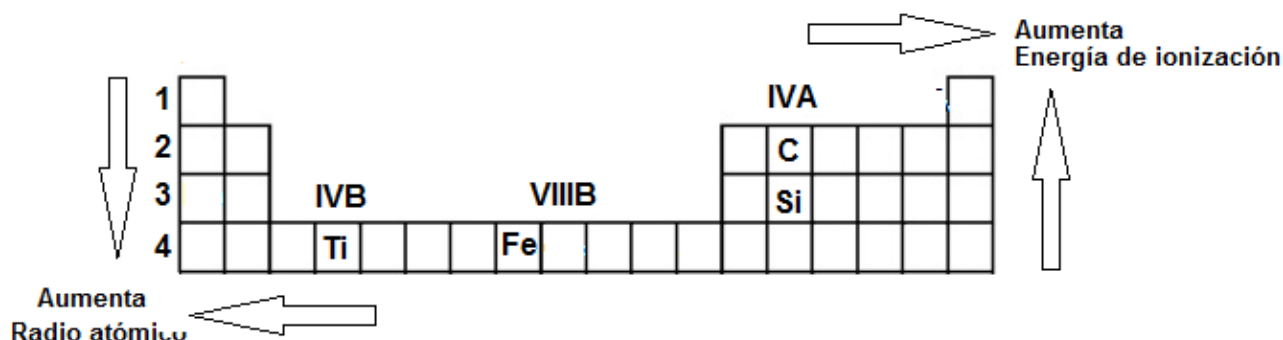 Aumenta
Energía de ionización
1
IVA
2
C
3
IVB
VIIIB
Si
4
Ti
Fe
Aumenta
Radio atómico